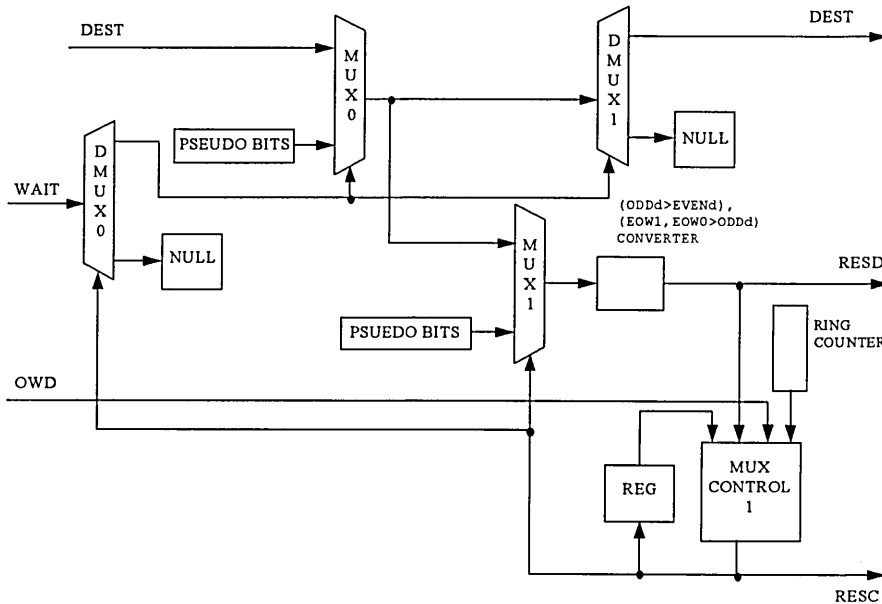 DEST
DEST
MUX0
DMUX1
PSEUDO BITS
NULL
DMUX0
WAIT
(ODDd>EVENd),
(EOW1,EOW0>ODDd)
CONVERTER
MUX1
NULL
RESD
PSUEDO BITS
RING
COUNTER
OWD
REG
MUX
CONTROL
1
RESC